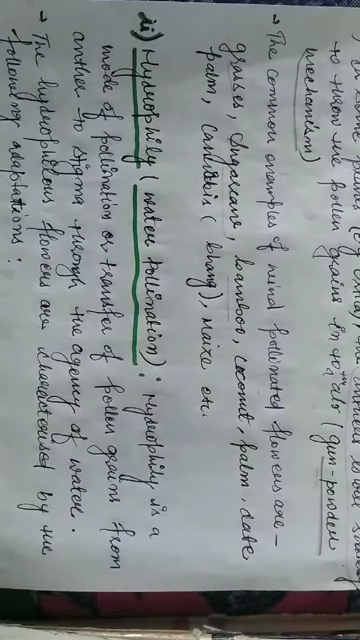 to throw the pollen grains in (gun-powder
mechanism)
→ The common examples of wind pollinated flowers are -
grasses, sugarcane, bamboo, coconut, palm, date
palm, cannabis (bhang), maize etc.
ii) Hydrophily (water pollination): Hydrophily is a
mode of pollination or transfer of pollen grains from
anther to stigma through the agency of water.
→ The hydrophilous flowers are characterised by the
following adaptations: